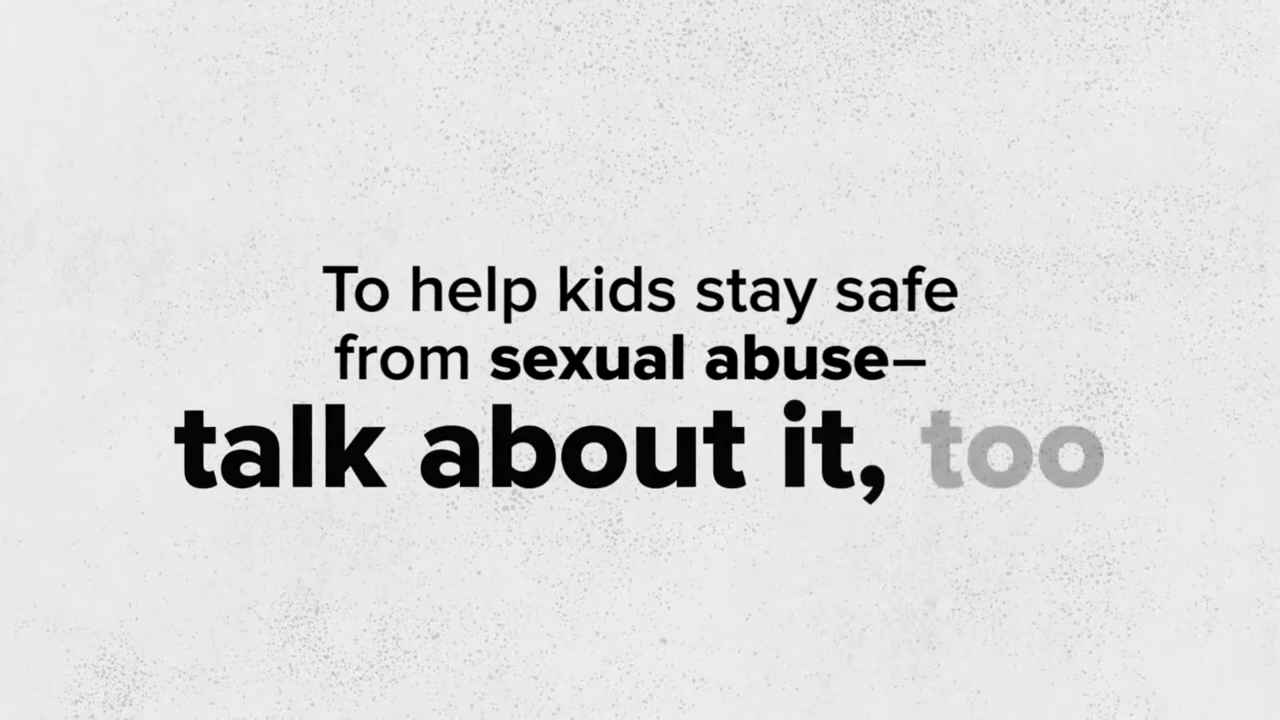 To help kids stay safe
from sexual abuse–
talk about it, too